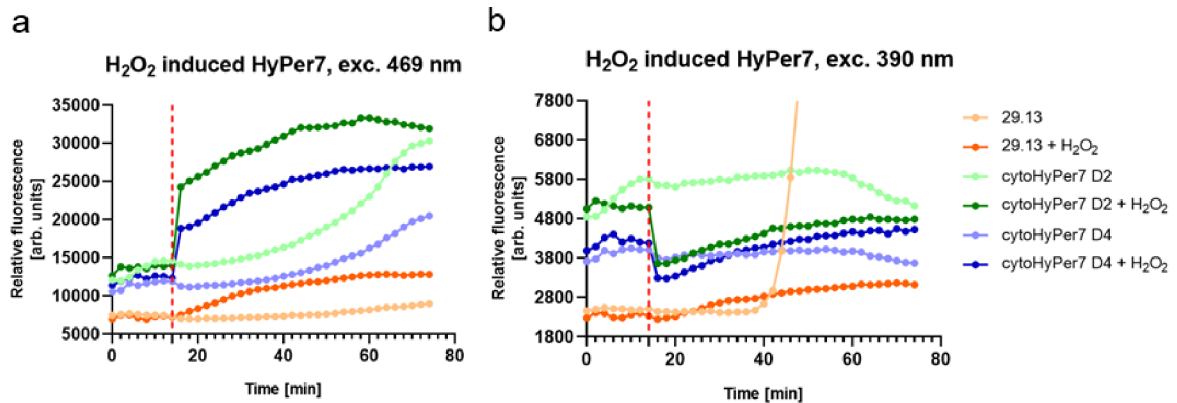 a
H₂O₂ induced HyPer7, exc. 469 nm
35000
30000
25000
20000
15000
10000
5000
0
20
40
60
80
Relative fluorescence
[arb. units]
Time [min]
b
H₂O₂ induced HyPer7, exc. 390 nm
7800
6800
5800
4800
3800
2800
1800
0
20
40
60
80
Relative fluorescence
[arb. units]
Time [min]
29.13
29.13 + H₂O₂
cytoHyPer7 D2
cytoHyPer7 D2 + H₂O₂
cytoHyPer7 D4
cytoHyPer7 D4 + H₂O₂